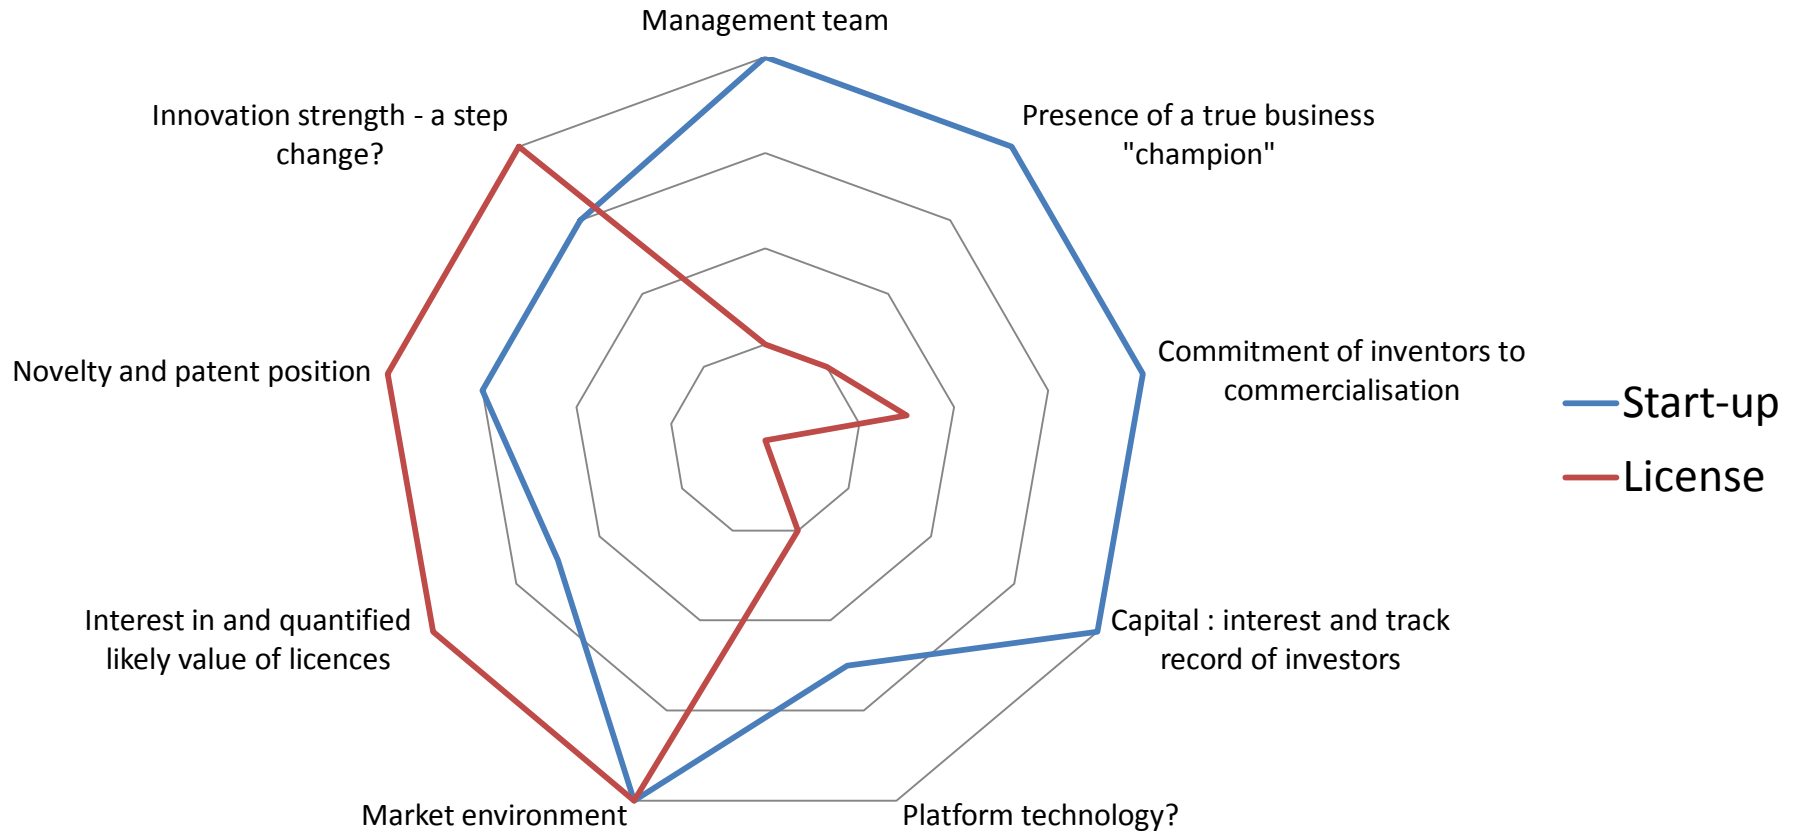 Management team
Innovation strength - a step
change?
Presence of a true business
"champion"
Novelty and patent position
Commitment of inventors to
commercialisation
Start-up
License
Interest in and quantified
likely value of licences
Capital : interest and track
record of investors
Market environment
Platform technology?